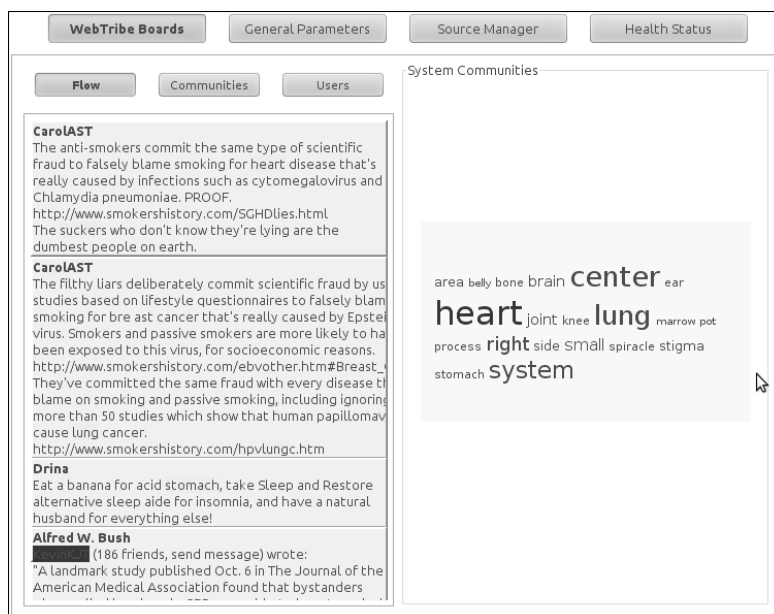 WebTribe Boards
General Parameters
Source Manager
Health Status
Flow
Communities
Users
CarolAST
The anti-smokers commit the same type of scientific
fraud to falsely blame smoking for heart disease that's
really caused by infections such as cytomegalovirus and
Chlamydia pneumoniae. PROOF.
http://www.smokershistory.com/SGHDlies.html
The suckers who don't know they're lying are the
dumbest people on earth.
CarolAST
The filthy liars deliberately commit scientific fraud by us
studies based on lifestyle questionnaires to falsely blam
smoking for bre ast cancer that's really caused by Epstei
virus. Smokers and passive smokers are more likely to ha
been exposed to this virus, for socioeconomic reasons.
http://www.smokershistory.com/ebvother.htm#Breast_
They've committed the same fraud with every disease th
blame on smoking and passive smoking, including ignoring
more than 50 studies which show that human papillomav
cause lung cancer.
http://www.smokershistory.com/hpvlungc.htm
Drina
Eat a banana for acid stomach, take Sleep and Restore
alternative sleep aide for insomnia, and have a natural
husband for everything else!
Alfred W. Bush
KevinKJT (186 friends, send message) wrote:
"A landmark study published Oct. 6 in The Journal of the
American Medical Association found that bystanders
System Communities
area belly bone brain center ear
heart joint knee lung marrow pot
process right side small spiracle stigma
stomach system